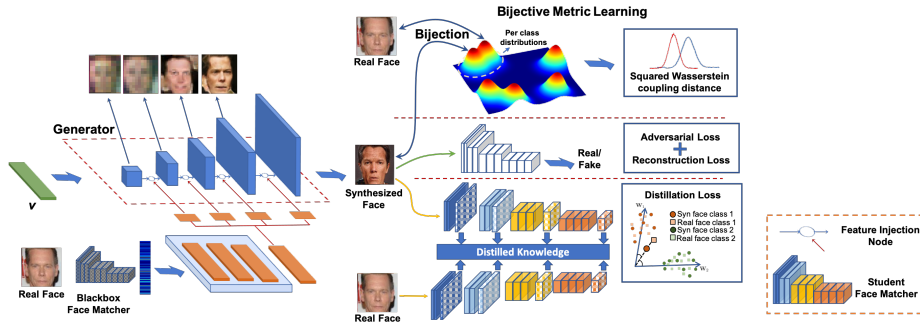 Bijective Metric Learning
Bijection
Per class
distributions
Real Face
Squared Wasserstein
coupling distance
Generator
v
Synthesized
Face
Real/
Fake
Adversarial Loss
+
Reconstruction Loss
Distillation Loss
W₁
Syn face class 1
Real face class 1
Syn face class 2
Real face class 2
W₂
Distilled Knowledge
Real Face
Blackbox
Face Matcher
Real Face
Feature Injection
Node
Student
Face Matcher